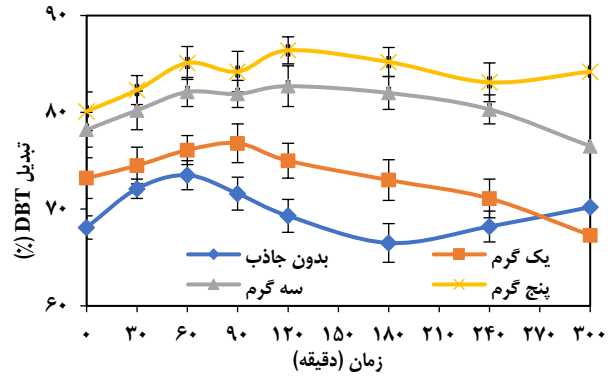 تبدیل DBT (٪)
۹۰
۸۰
۷۰
۶۰
بدون جاذب
یک گرم
سه گرم
پنج گرم
۰ ۳۰ ۶۰ ۹۰ ۱۲۰ ۱۵۰ ۱۸۰ ۲۱۰ ۲۴۰ ۲۷۰ ۳۰۰
زمان (دقیقه)